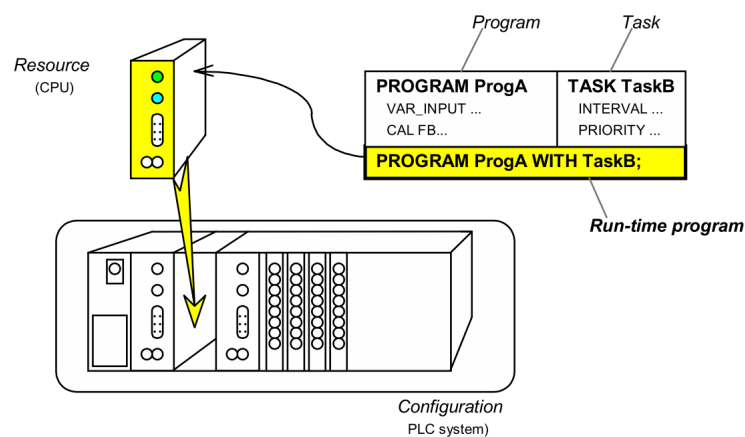 Program
Task
Resource
(CPU)
PROGRAM ProgA
VAR_INPUT ...
CAL FB...
TASK TaskB
INTERVAL ...
PRIORITY ...
PROGRAM ProgA WITH TaskB;
Run-time program
Configuration
PLC system)